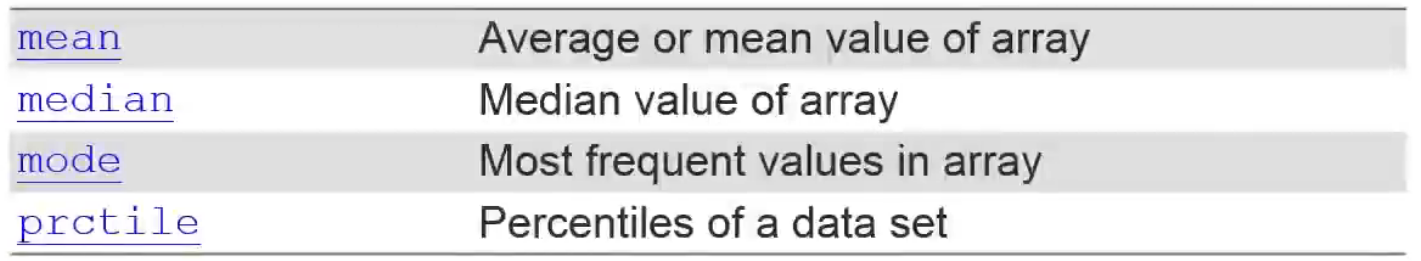 mean Average or mean value of array
median Median value of array
mode Most frequent values in array
prctile Percentiles of a data set